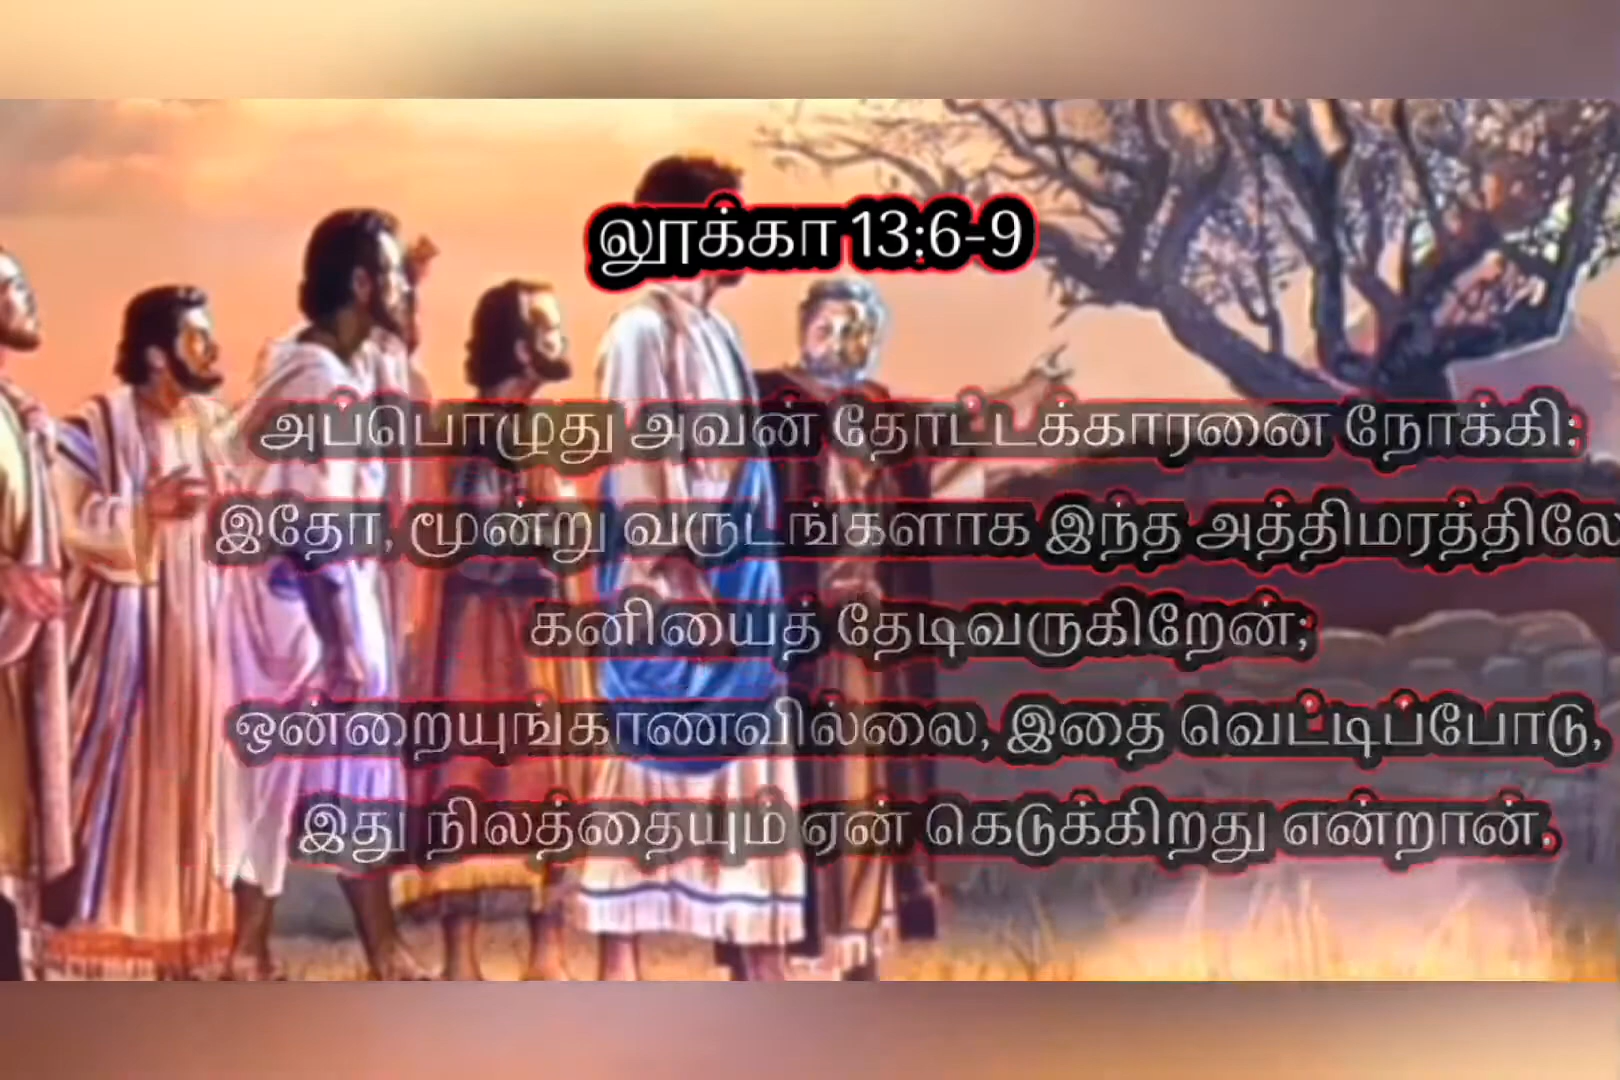 லூக்கா 13:6-9
அப்பொழுது அவன் தோட்டக்காரனை நோக்கி:
இதோ, மூன்று வருடங்களாக இந்த அத்திமரத்திலே
கனியைத் தேடிவருகிறேன்;
ஒன்றையுங்காணவில்லை, இதை வெட்டிப்போடு,
இது நிலத்தையும் ஏன் கெடுக்கிறது என்றான்.